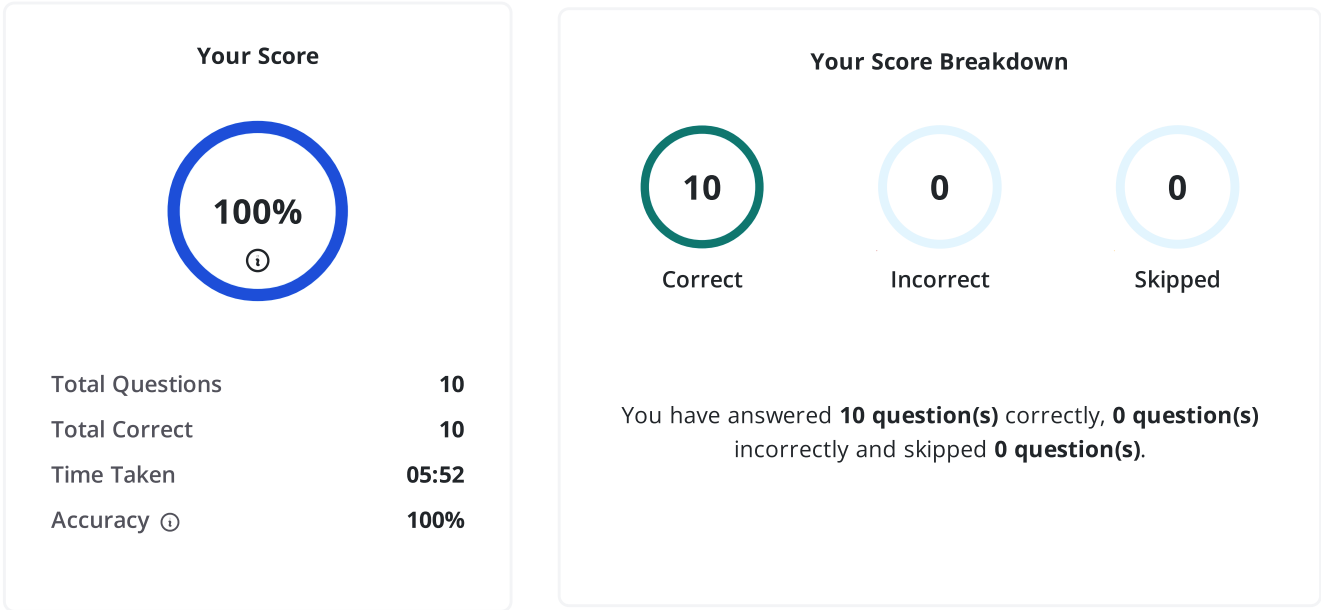 Your Score
100%
Total Questions 10
Total Correct 10
Time Taken 05:52
Accuracy 100%
Your Score Breakdown
10 0 0
Correct Incorrect Skipped
You have answered 10 question(s) correctly, 0 question(s)
incorrectly and skipped 0 question(s).